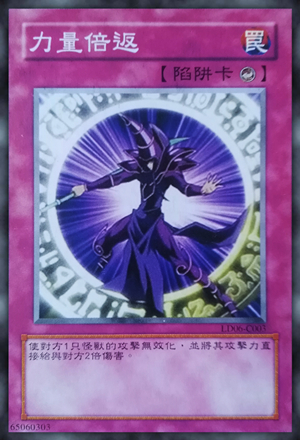 力量倍返 罠
【陷阱卡】
LD06-C003
使對方1只怪獸的攻擊無效化，並將其攻擊力直
接給與對方2倍傷害。
65060303